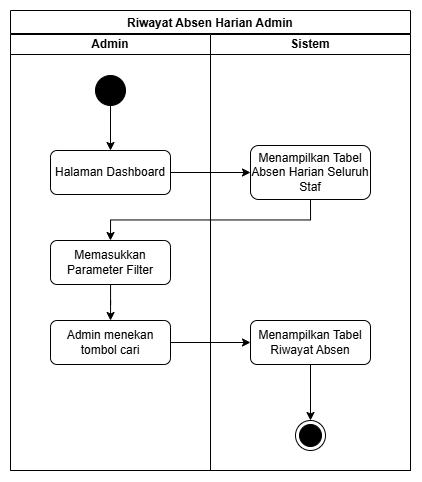 Riwayat Absen Harian Admin
Admin
Sistem
Halaman Dashboard
Menampilkan Tabel
Absen Harian Seluruh
Staf
Memasukkan
Parameter Filter
Admin menekan
tombol cari
Menampilkan Tabel
Riwayat Absen